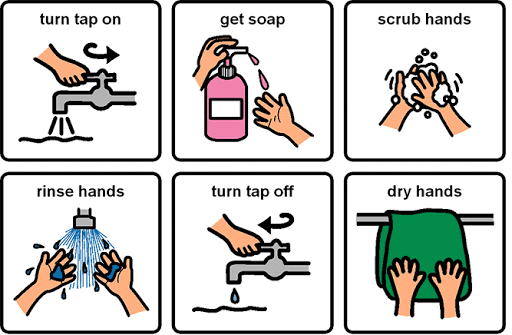 turn tap on
get soap
scrub hands
rinse hands
turn tap off
dry hands